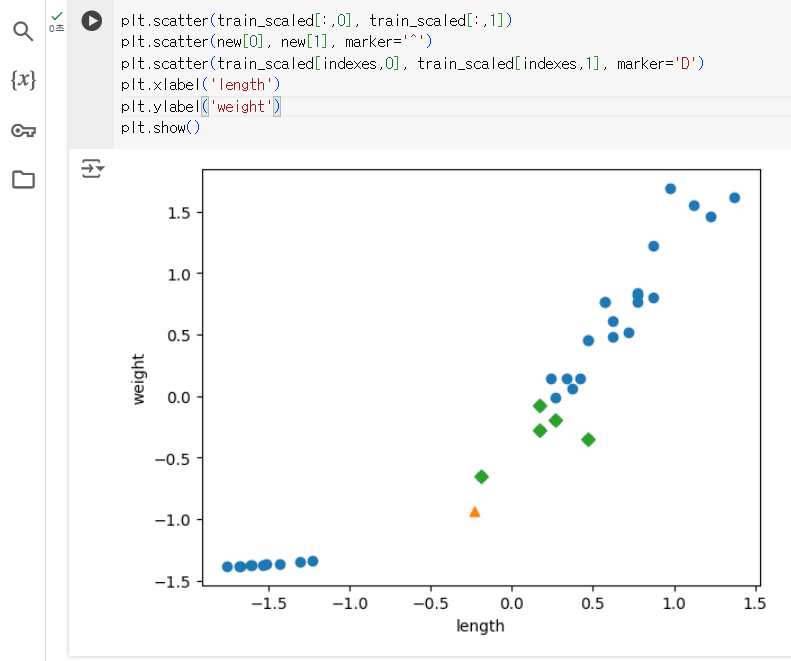 plt.scatter(train_scaled[:,0], train_scaled[:,1])
plt.scatter(new[0], new[1], marker='^')
plt.scatter(train_scaled[indexes,0], train_scaled[indexes,1], marker='D')
plt.xlabel('length')
plt.ylabel('weight')
plt.show()
0초
{x}
1.5
1.0
0.5
0.0
−0.5
−1.0
−1.5
weight
−1.5 −1.0 −0.5 0.0 0.5 1.0 1.5
length